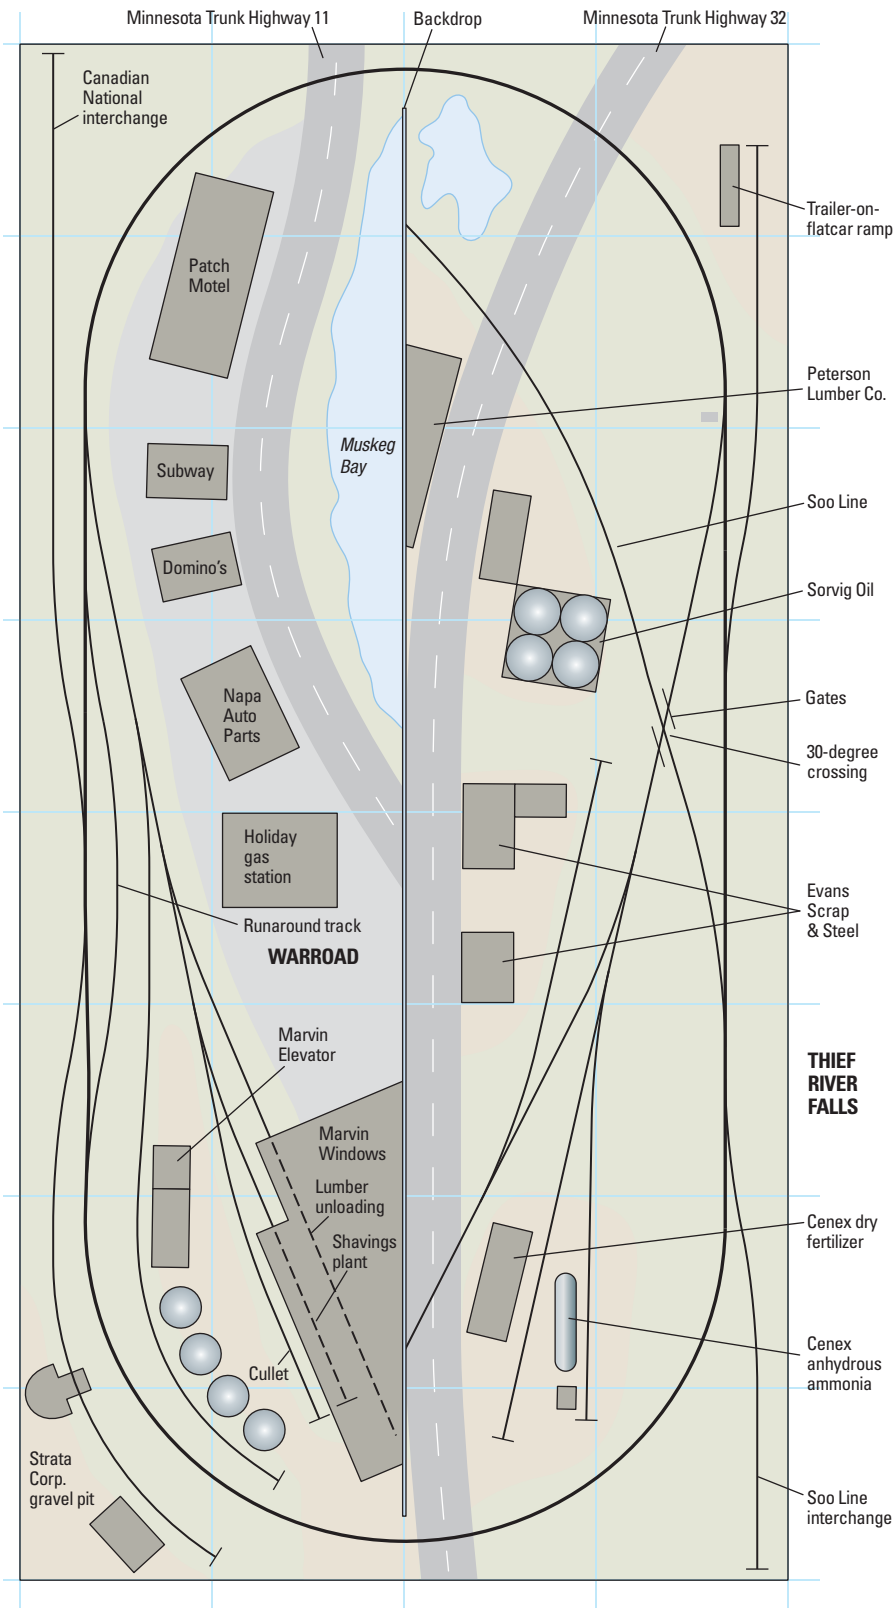 Minnesota Trunk Highway 11
Backdrop
Minnesota Trunk Highway 32
Canadian
National
interchange
Trailer-on-
flatcar ramp
Patch
Motel
Peterson
Lumber Co.
Muskeg
Bay
Subway
Soo Line
Domino's
Sorvig Oil
Napa
Auto
Parts
Gates
30-degree
crossing
Holiday
gas
station
Evans
Scrap
& Steel
Runaround track
WARROAD
Marvin
Elevator
THIEF
RIVER
FALLS
Marvin
Windows
Lumber
unloading
Shavings
plant
Cenex dry
fertilizer
Cullet
Cenex
anhydrous
ammonia
Strata
Corp.
gravel pit
Soo Line
interchange